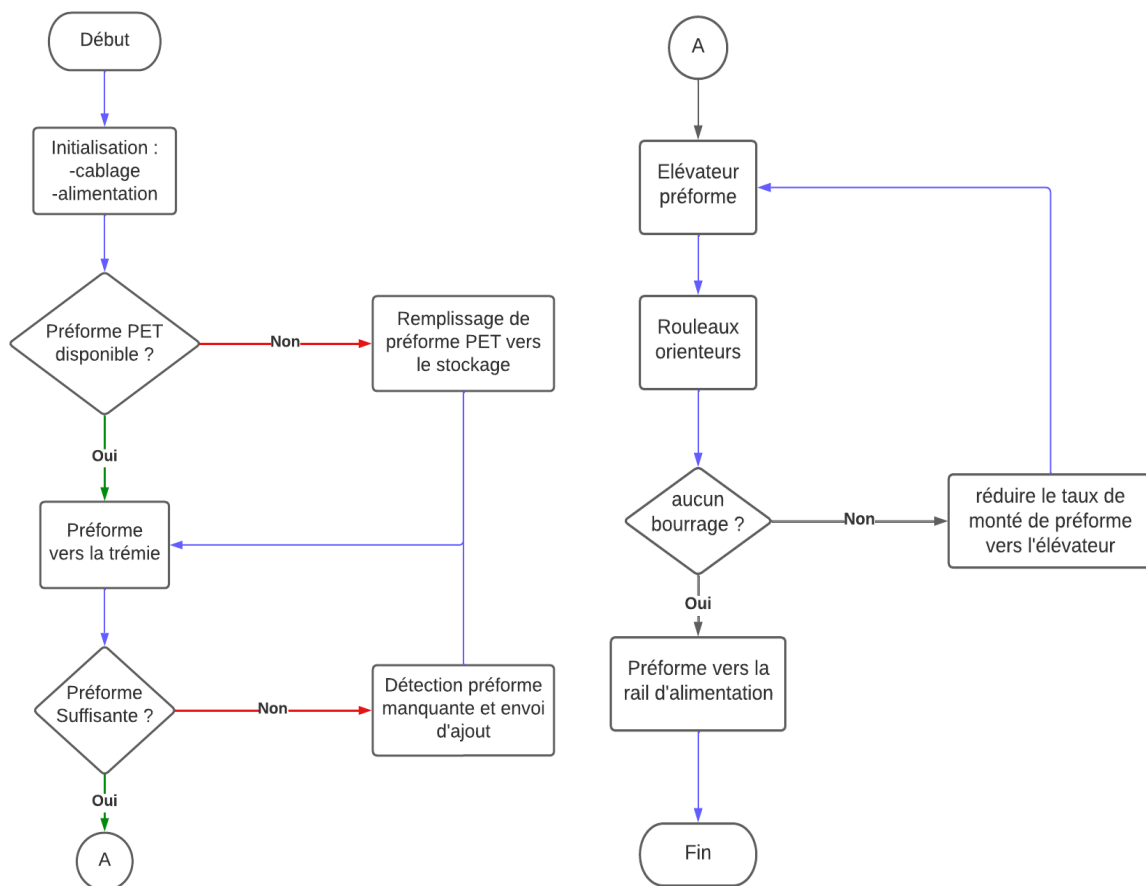 Début
Initialisation :
-cablage
-alimentation
Préforme PET
disponible ?
Non
Remplissage de
préforme PET vers
le stockage
Oui
Préforme
vers la trémie
Préforme
Suffisante ?
Non
Détection préforme
manquante et envoi
d'ajout
Oui
A
A
Elévateur
préforme
Rouleaux
orienteurs
aucun
bourrage ?
Non
réduire le taux de
monté de préforme
vers l'élévateur
Oui
Préforme vers la
rail d'alimentation
Fin